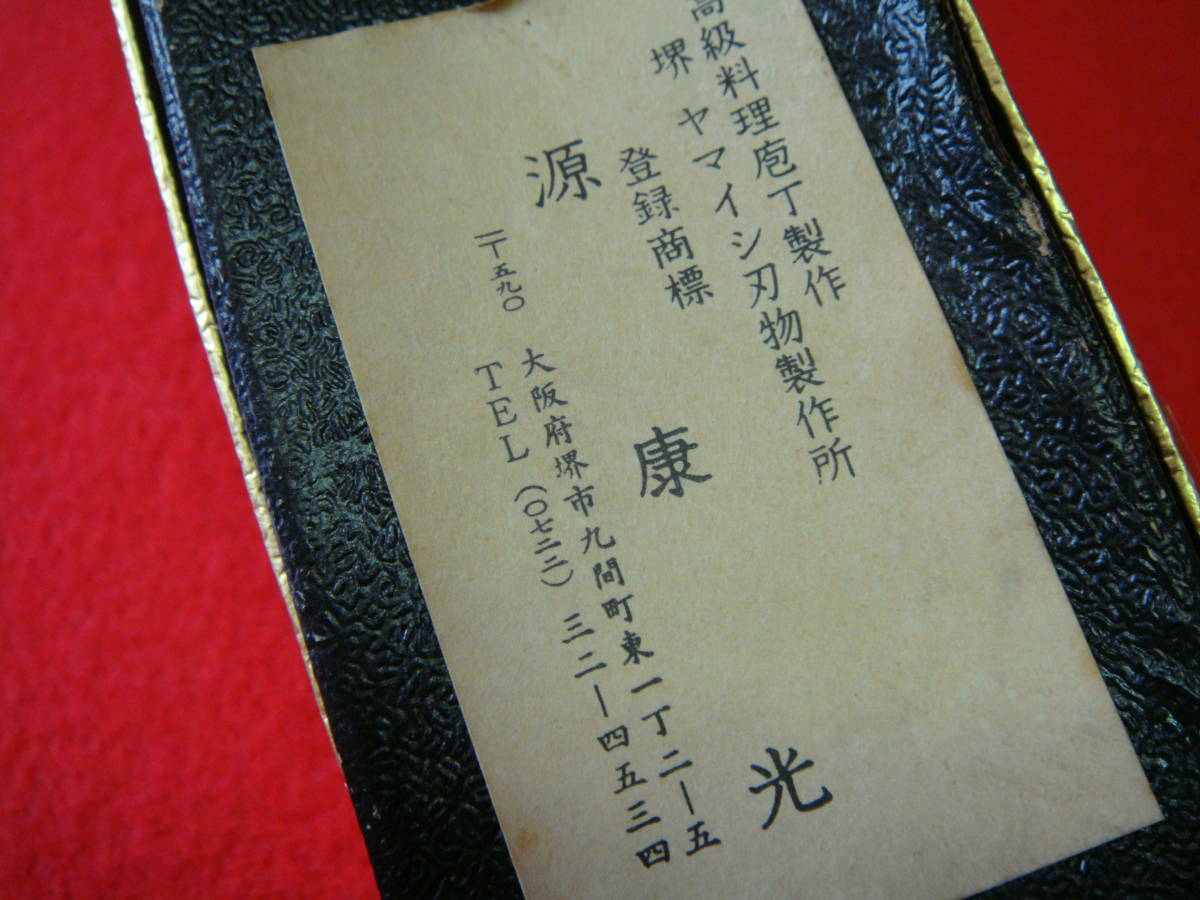 高級料理庖丁製作
堺 ヤマイシ刃物製作所
登録商標
源 康 光
〒五九〇 大阪府堺市九間町東一丁二ー五
TEL(〇七二二)三二ー四五三四